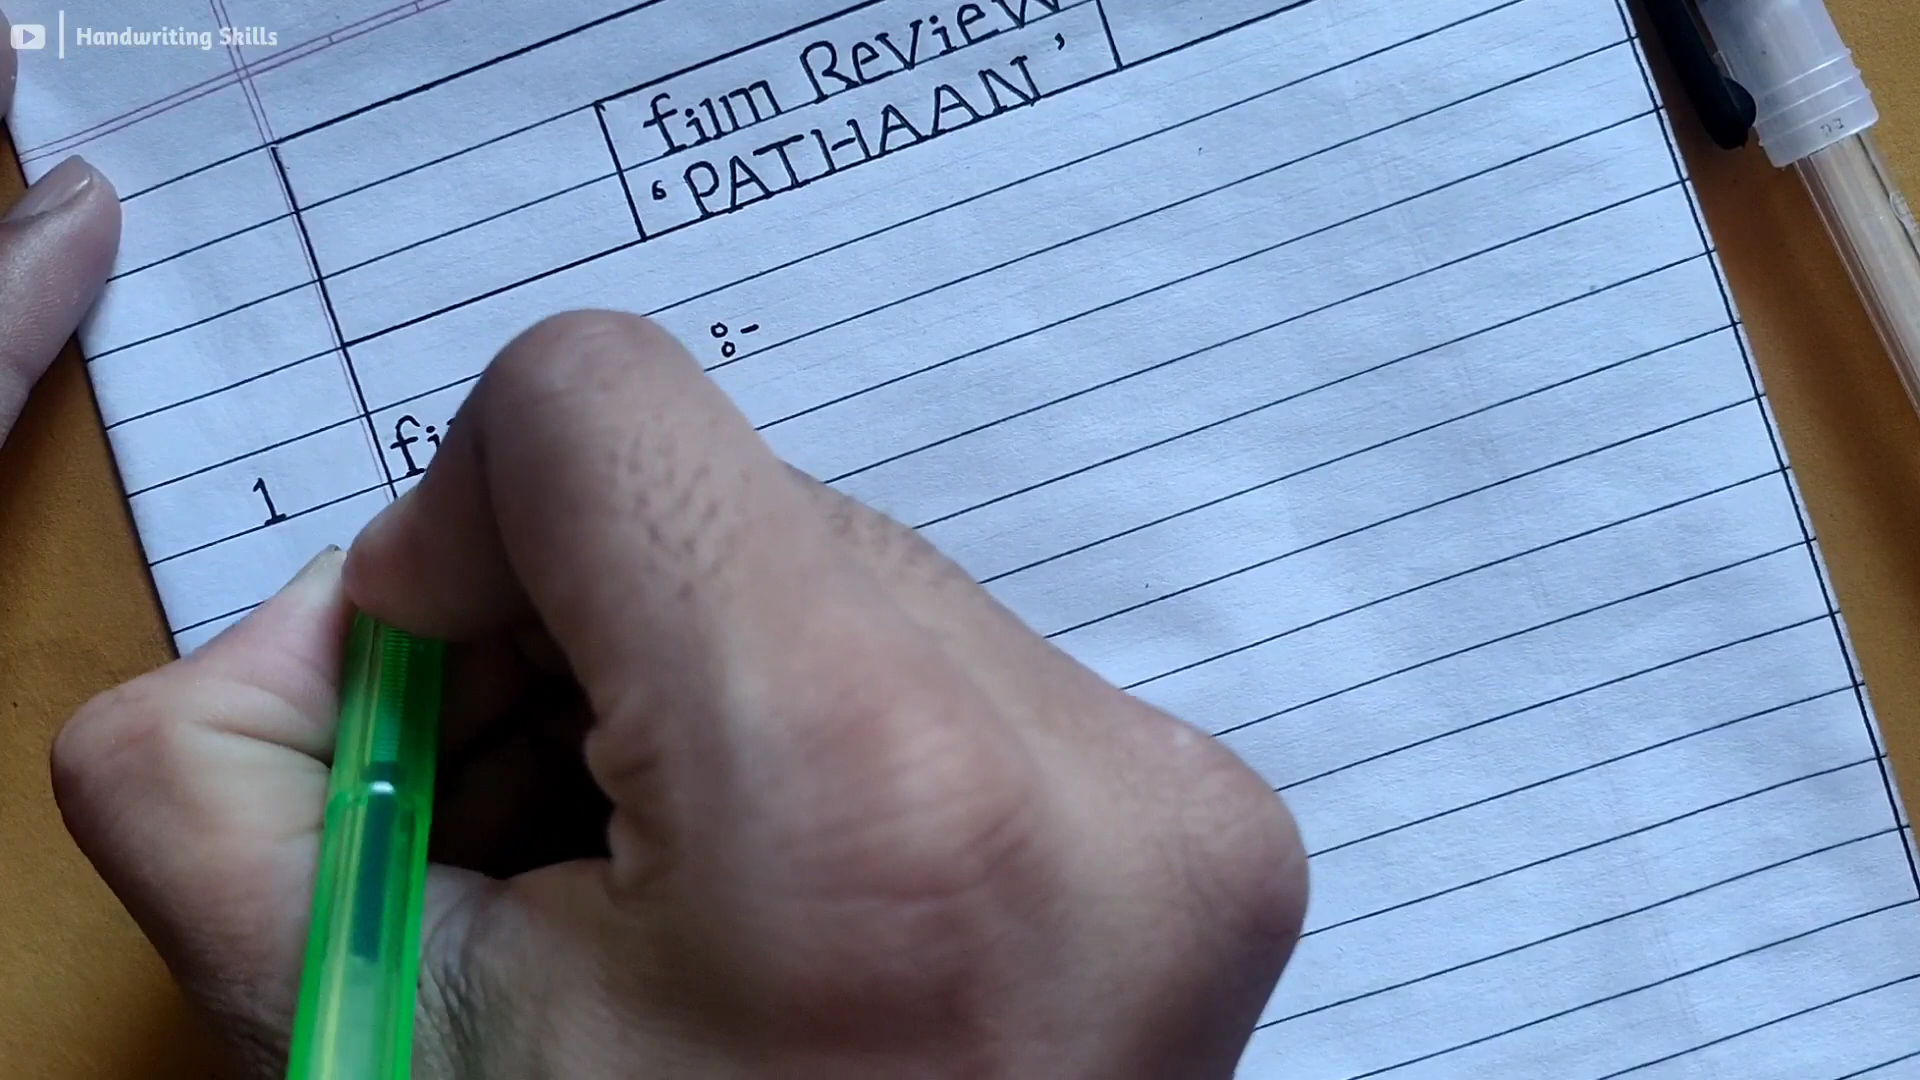 Handwriting Skills
film Review
'PATHAAN'
:-
1